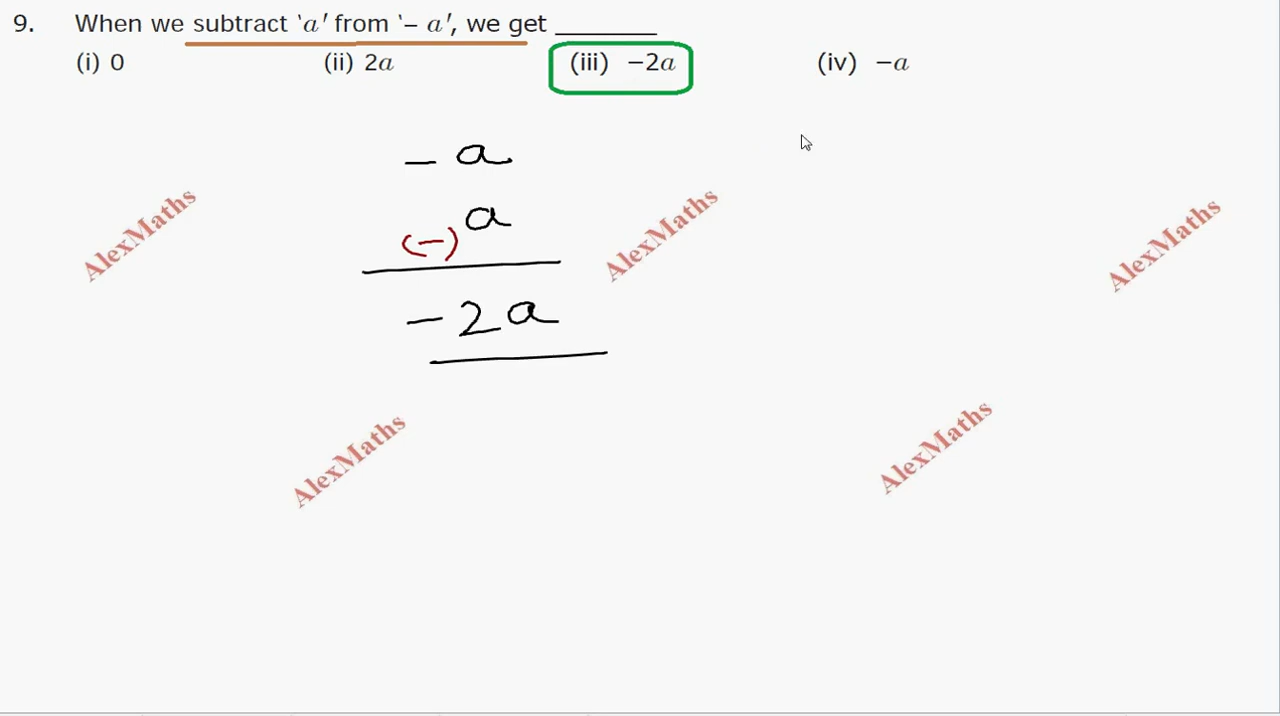 9. When we subtract 'a' from '– a', we get ________
(i) 0 (ii) 2a (iii) −2a (iv) −a
− a
a
(−)
− 2a
AlexMaths AlexMaths AlexMaths
AlexMaths AlexMaths